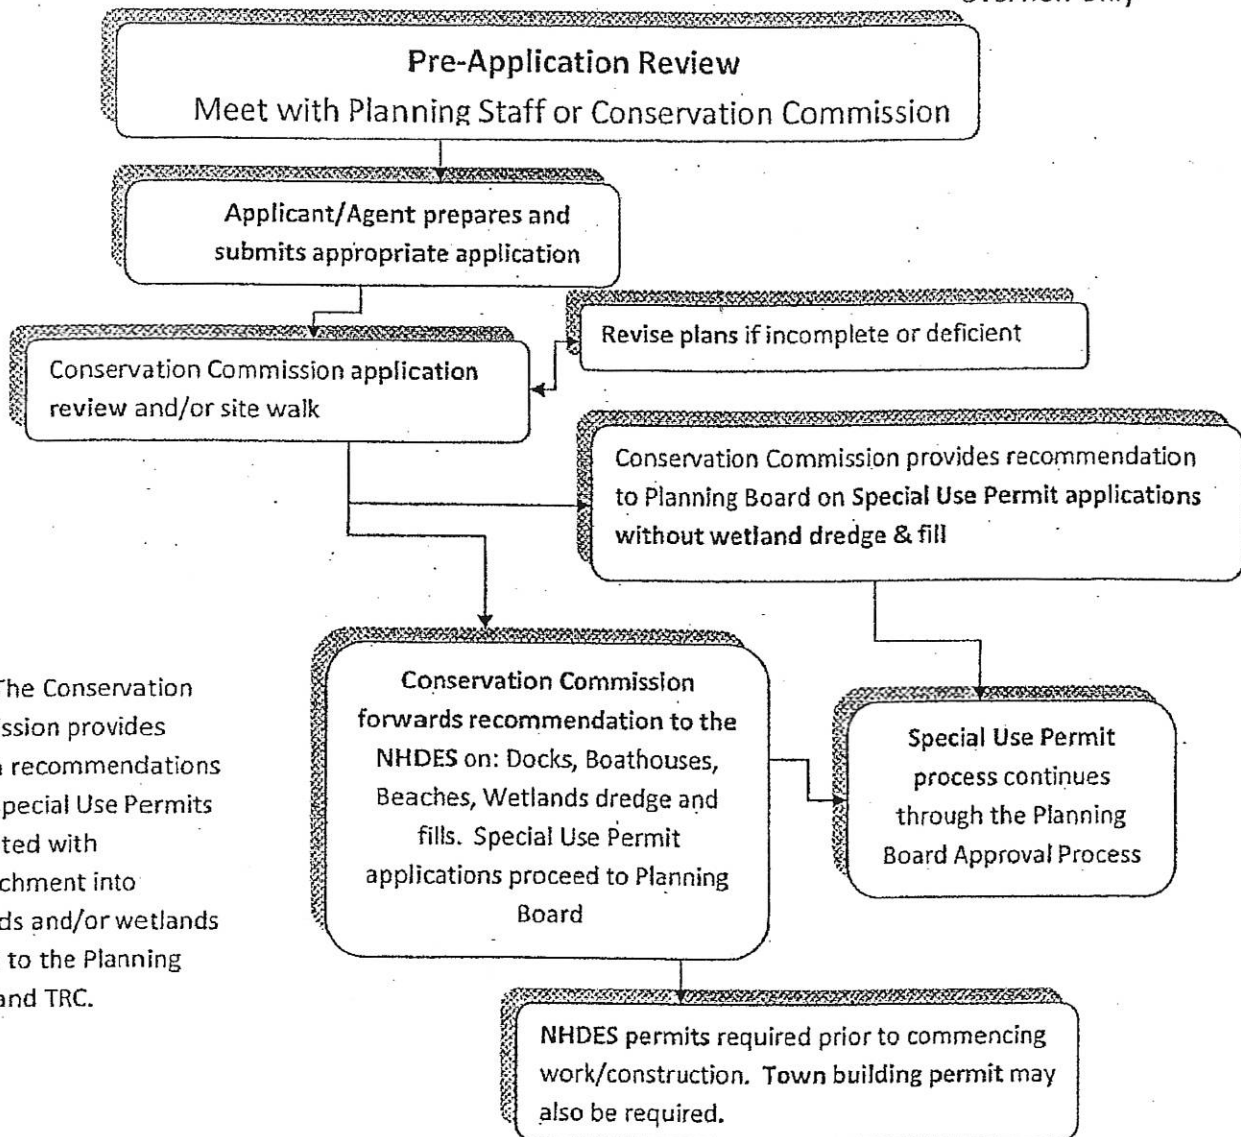 Pre-Application Review
Meet with Planning Staff or Conservation Commission
Applicant/Agent prepares and
submits appropriate application
Revise plans if incomplete or deficient
Conservation Commission application
review and/or site walk
Conservation Commission provides recommendation
to Planning Board on Special Use Permit applications
without wetland dredge & fill
The Conservation
provides
recommendations
Special Use Permits
with
into
and/or wetlands
to the Planning
and TRC.
Conservation Commission
forwards recommendation to the
NHDES on: Docks, Boathouses,
Beaches, Wetlands dredge and
fills. Special Use Permit
applications proceed to Planning
Board
Special Use Permit
process continues
through the Planning
Board Approval Process
NHDES permits required prior to commencing
work/construction. Town building permit may
also be required.